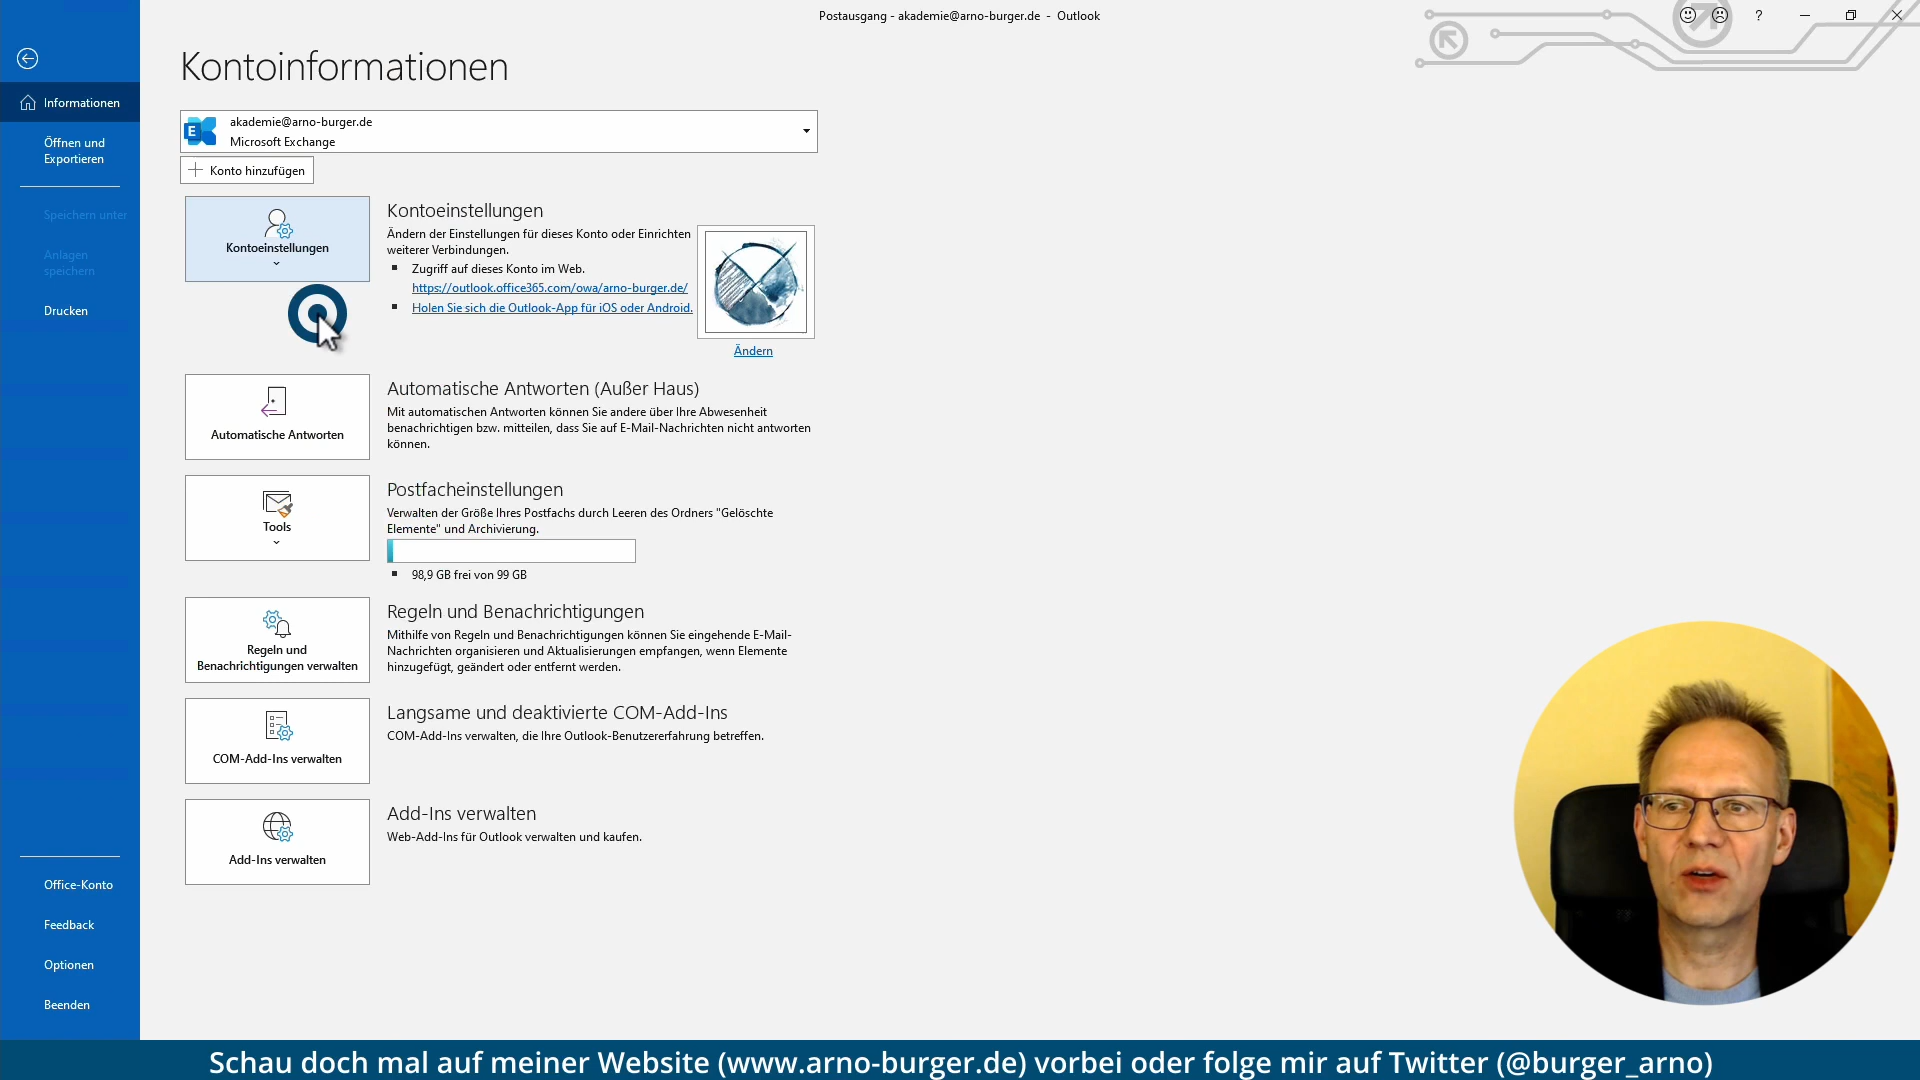 Postausgang - akademie@arno-burger.de - Outlook
Kontoinformationen
Informationen
Öffnen und
Exportieren
Speichern unter
Anlagen
speichern
Drucken
Office-Konto
Feedback
Optionen
Beenden
E
akademie@arno-burger.de
Microsoft Exchange
Konto hinzufügen
Kontoeinstellungen
Kontoeinstellungen
Ändern der Einstellungen für dieses Konto oder Einrichten
weiterer Verbindungen.
Zugriff auf dieses Konto im Web.
https://outlook.office365.com/owa/arno-burger.de/
Holen Sie sich die Outlook-App für iOS oder Android.
Ändern
Automatische Antworten
Automatische Antworten (Außer Haus)
Mit automatischen Antworten können Sie andere über Ihre Abwesenheit
benachrichtigen bzw. mitteilen, dass Sie auf E-Mail-Nachrichten nicht antworten
können.
Tools
Postfacheinstellungen
Verwalten der Größe Ihres Postfachs durch Leeren des Ordners "Gelöschte
Elemente" und Archivierung.
98,9 GB frei von 99 GB
Regeln und
Benachrichtigungen verwalten
Regeln und Benachrichtigungen
Mithilfe von Regeln und Benachrichtigungen können Sie eingehende E-Mail-
Nachrichten organisieren und Aktualisierungen empfangen, wenn Elemente
hinzugefügt, geändert oder entfernt werden.
COM-Add-Ins verwalten
Langsame und deaktivierte COM-Add-Ins
COM-Add-Ins verwalten, die Ihre Outlook-Benutzererfahrung betreffen.
Add-Ins verwalten
Add-Ins verwalten
Web-Add-Ins für Outlook verwalten und kaufen.
Schau doch mal auf meiner Website (www.arno-burger.de) vorbei oder folge mir auf Twitter (@burger_arno)